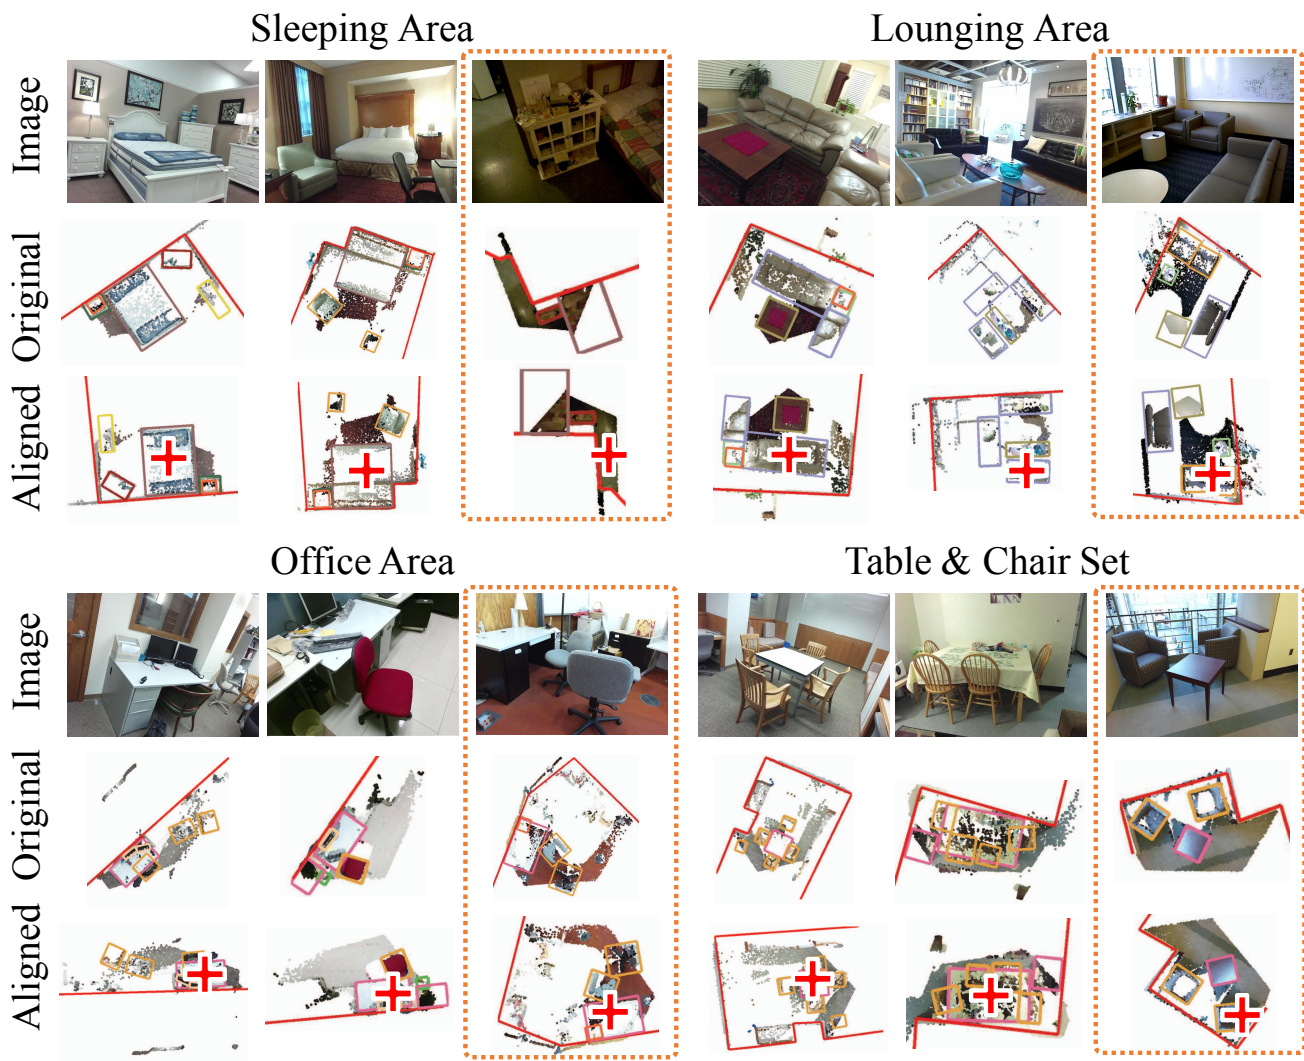 Sleeping Area
Lounging Area
Image
Original
Aligned
Office Area
Table & Chair Set
Image
Original
Aligned